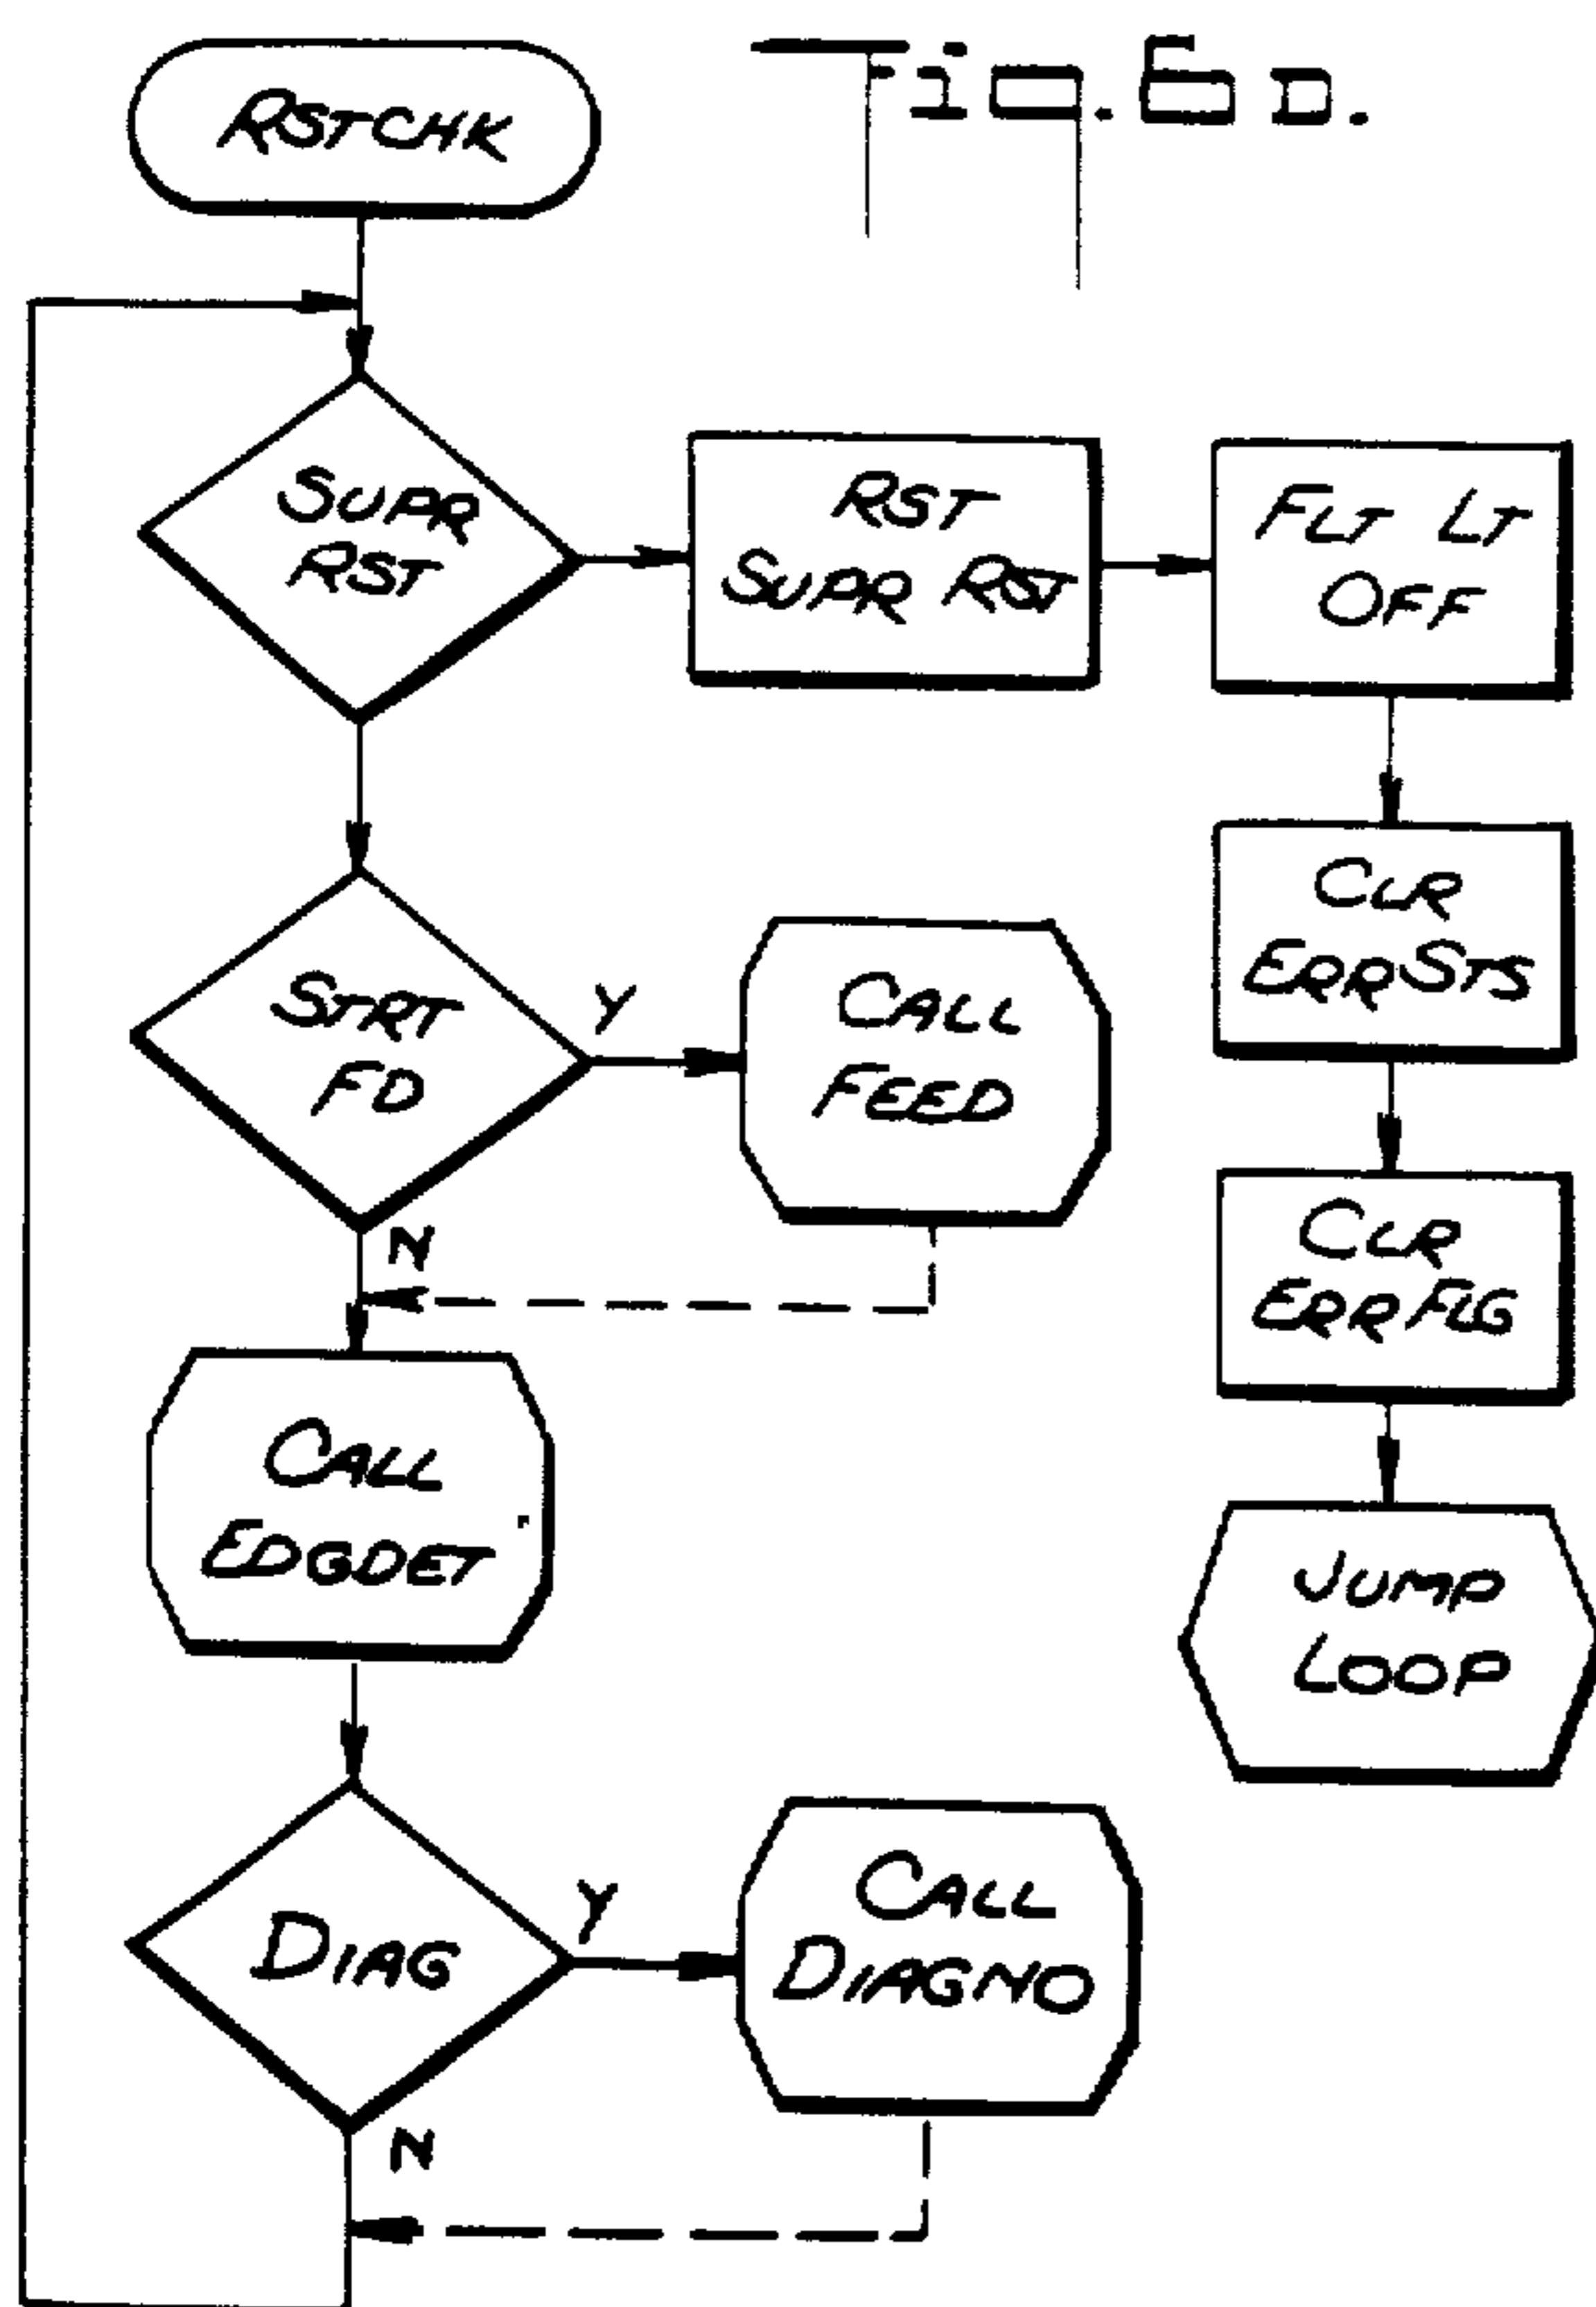 Fig. 6D.
RSTCHK
SUPR
RST
RST
SUPR RST
FLT LT
OFF
CLR
ERRSTS
CLR
ERRFLG
JUMP
LOOP
STRT
FD
Y
CALL
FEED
N
CALL
EDGDET
DIAG
Y
CALL
DIAGNO
N